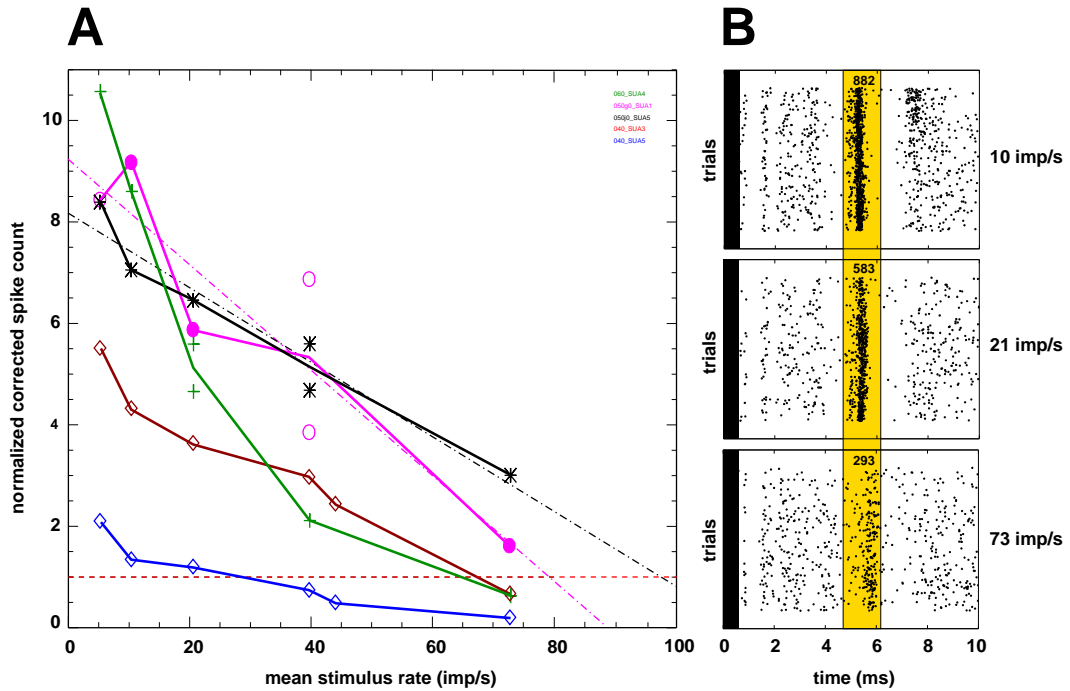 A
B
10
8
6
4
2
0
normalized corrected spike count
060_SUA4
050g0_SUA1
050j0_SUA5
040_SUA3
040_SUA5
0
20
40
60
80
100
mean stimulus rate (imp/s)
882
trials
10 imp/s
583
trials
21 imp/s
293
trials
73 imp/s
0
2
4
6
8
10
time (ms)